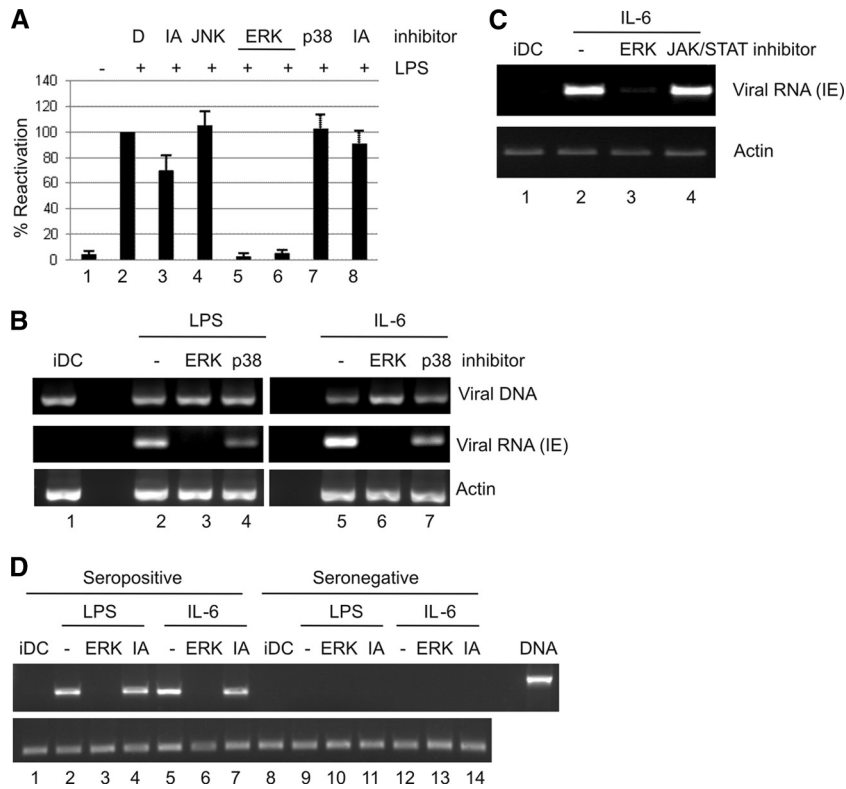 A
D IA JNK ERK p38 IA inhibitor
- + + + + + + + LPS
% Reactivation
140
120
100
80
60
40
20
0
1 2 3 4 5 6 7 8
C
IL-6
iDC - ERK JAK/STAT inhibitor
Viral RNA (IE)
Actin
1 2 3 4
B
LPS IL-6
iDC - ERK p38 - ERK p38 inhibitor
Viral DNA
Viral RNA (IE)
Actin
1 2 3 4 5 6 7
D
Seropositive Seronegative
LPS IL-6 LPS IL-6
iDC - ERK IA - ERK IA iDC - ERK IA - ERK IA DNA
1 2 3 4 5 6 7 8 9 10 11 12 13 14